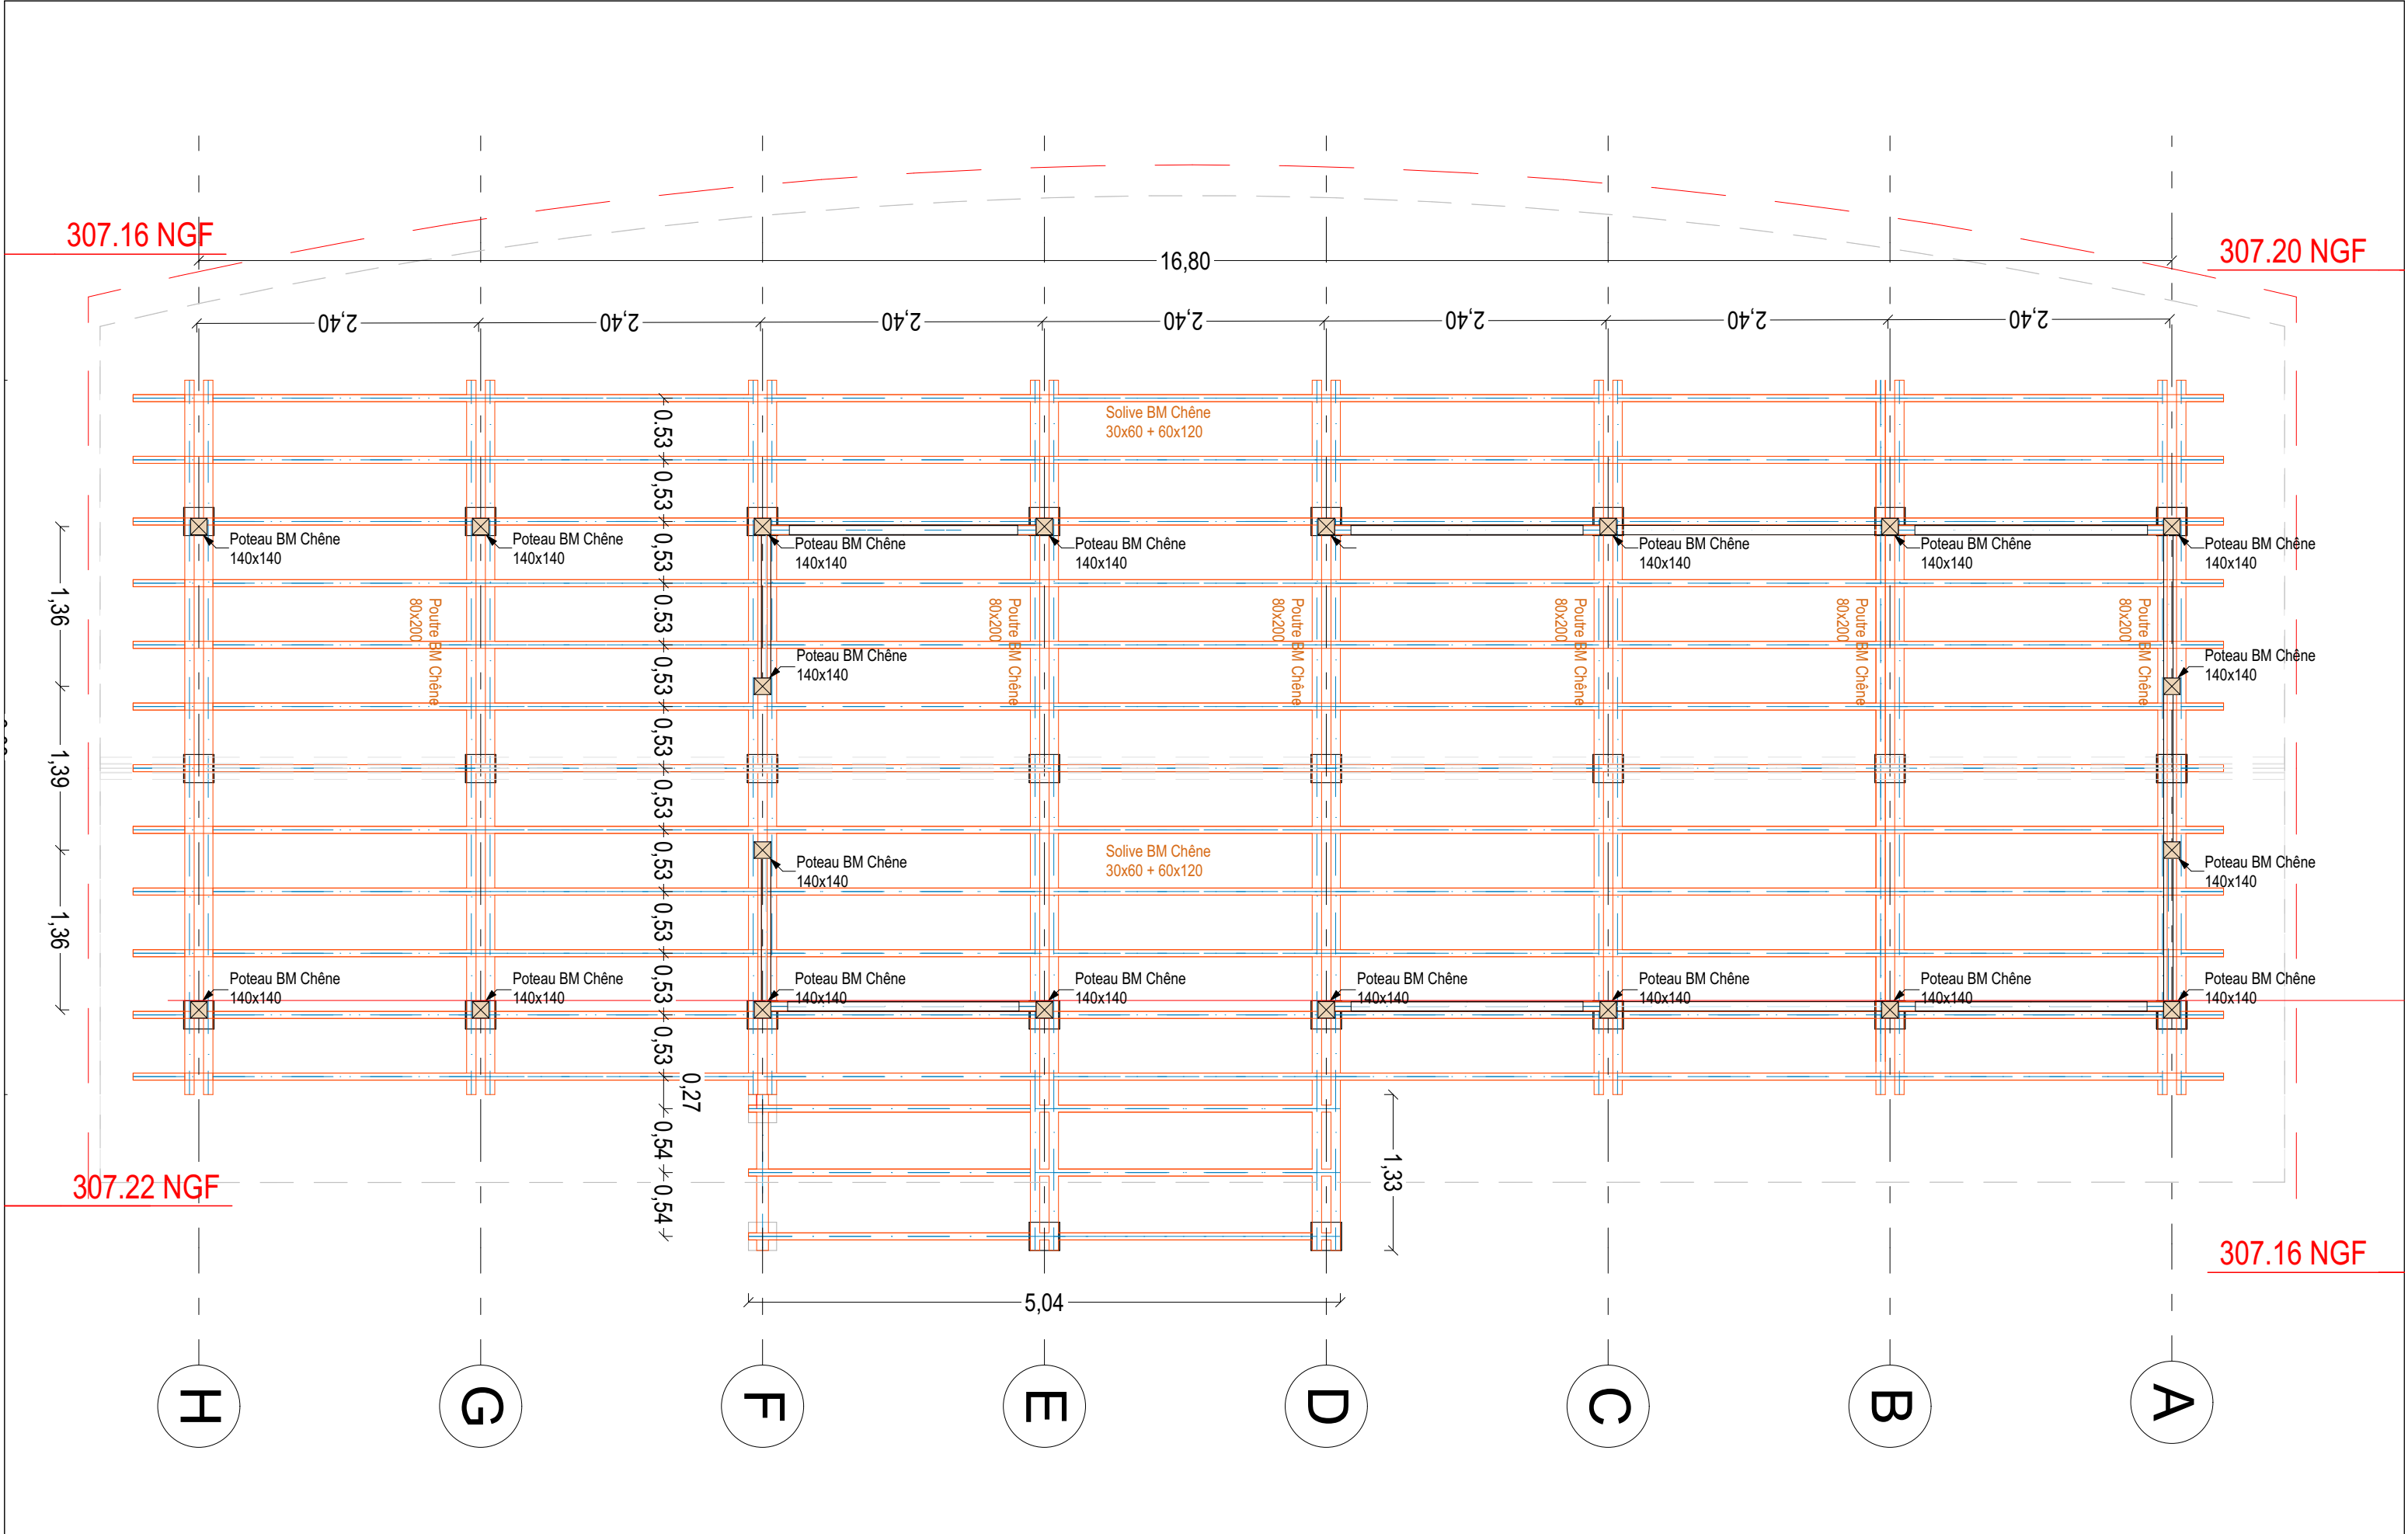 307.16 NGF
307.20 NGF
16,80
2,40
2,40
2,40
2,40
2,40
2,40
2,40
Solive BM Chêne
30x60 + 60x120
0.53
0,53
0,53
0.53
0,53
0,53
0,53
0,53
0,53
0,53
0,53
0,27
0,54
0,54
Poteau BM Chêne
140x140
Poteau BM Chêne
140x140
Poteau BM Chêne
140x140
Poteau BM Chêne
140x140
Poteau BM Chêne
140x140
Poteau BM Chêne
140x140
Poteau BM Chêne
140x140
1,36
1,39
1,36
Poutre BM Chêne
80x200
Poutre BM Chêne
80x200
Poutre BM Chêne
80x200
Poutre BM Chêne
80x200
Poutre BM Chêne
80x200
Poutre BM Chêne
80x200
Poteau BM Chêne
140x140
Poteau BM Chêne
140x140
Solive BM Chêne
30x60 + 60x120
Poteau BM Chêne
140x140
Poteau BM Chêne
140x140
Poteau BM Chêne
140x140
Poteau BM Chêne
140x140
Poteau BM Chêne
140x140
Poteau BM Chêne
140x140
Poteau BM Chêne
140x140
Poteau BM Chêne
140x140
Poteau BM Chêne
140x140
Poteau BM Chêne
140x140
1,33
307.22 NGF
307.16 NGF
5,04
H
G
F
E
D
C
B
A